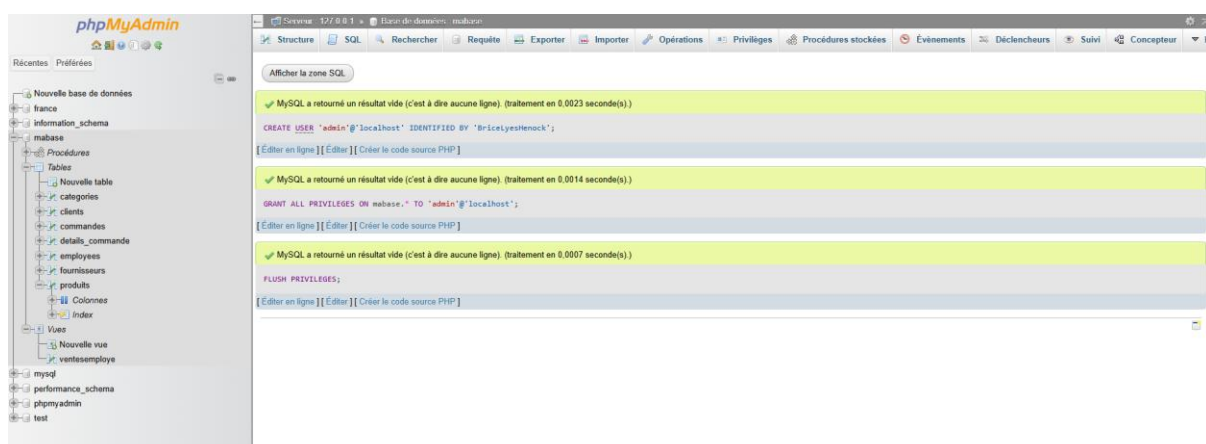 phpMyAdmin
Récentes Préférées
Nouvelle base de données
france
information_schema
mabase
Procédures
Tables
Nouvelle table
categories
clients
commandes
details_commande
employees
fournisseurs
produits
Colonnes
Index
Vues
Nouvelle vue
ventesemploye
mysql
performance_schema
phpmyadmin
test
Serveur: 127.0.0.1 » Base de données: mabase
Structure SQL Rechercher Requête Exporter Importer Opérations Privilèges Procédures stockées Évènements Déclencheurs Suivi Concepteur
Afficher la zone SQL
MySQL a retourné un résultat vide (c'est à dire aucune ligne). (traitement en 0,0023 seconde(s).)
CREATE USER 'admin'@'localhost' IDENTIFIED BY 'BriceLyesHenock';
[ Éditer en ligne ] [ Éditer ] [ Créer le code source PHP ]
MySQL a retourné un résultat vide (c'est à dire aucune ligne). (traitement en 0,0014 seconde(s).)
GRANT ALL PRIVILEGES ON mabase.* TO 'admin'@'localhost';
[ Éditer en ligne ] [ Éditer ] [ Créer le code source PHP ]
MySQL a retourné un résultat vide (c'est à dire aucune ligne). (traitement en 0,0007 seconde(s).)
FLUSH PRIVILEGES;
[ Éditer en ligne ] [ Éditer ] [ Créer le code source PHP ]